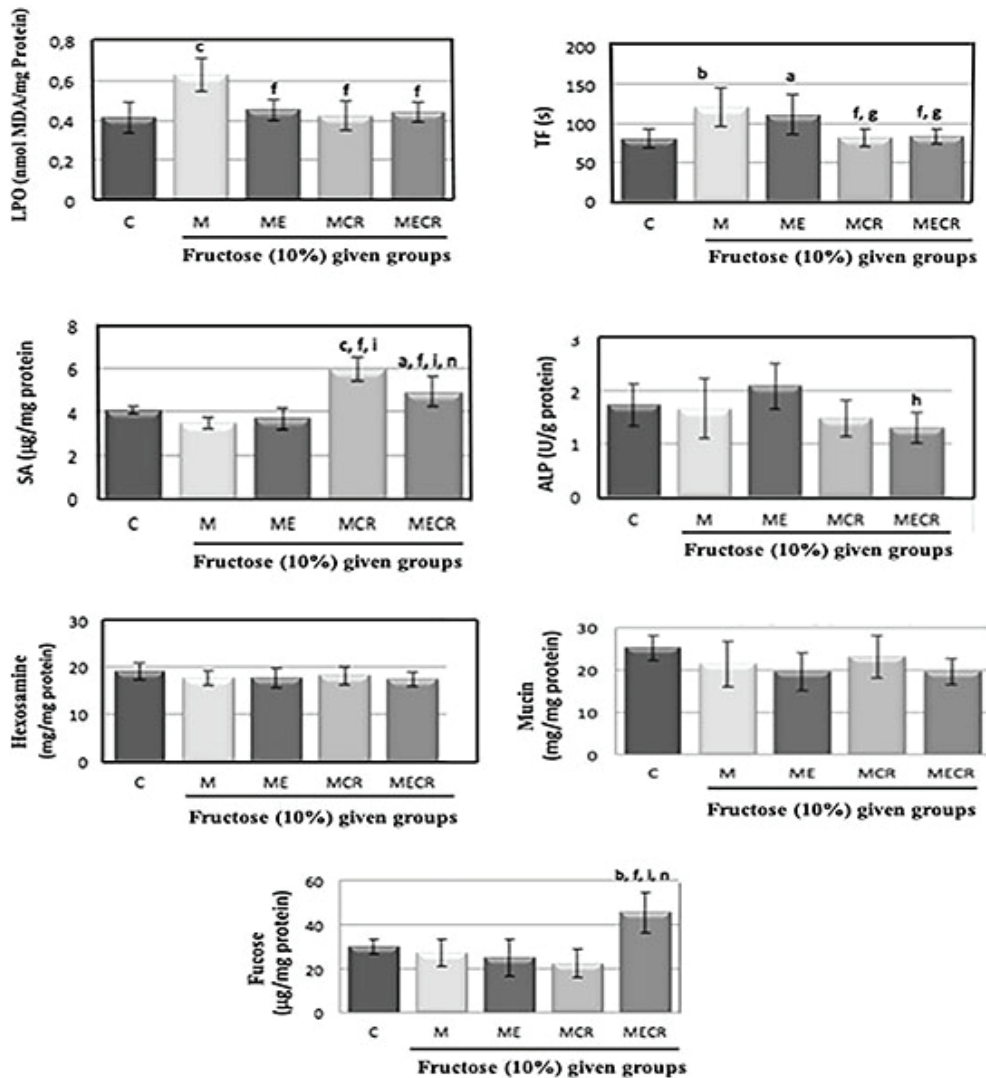 LPO (nmol MDA/mg Protein)
0,8
0,6
0,4
0,2
0
c
f
f
f
C M ME MCR MECR
Fructose (10%) given groups
TF (s)
200
150
100
50
0
b
a
f, g
f, g
C M ME MCR MECR
Fructose (10%) given groups
SA (µg/mg protein
8
6
4
2
0
c, f, i
a, f, i, n
C M ME MCR MECR
Fructose (10%) given groups
ALP (U/g protein)
3
2
1
0
h
C M ME MCR MECR
Fructose (10%) given groups
Hexosamine
(mg/mg protein)
30
20
10
0
C M ME MCR MECR
Fructose (10%) given groups
Mucin
(mg/mg protein)
30
20
10
0
C M ME MCR MECR
Fructose (10%) given groups
Fucose
(µg/mg protein)
60
40
20
0
b, f, i, n
C M ME MCR MECR
Fructose (10%) given groups